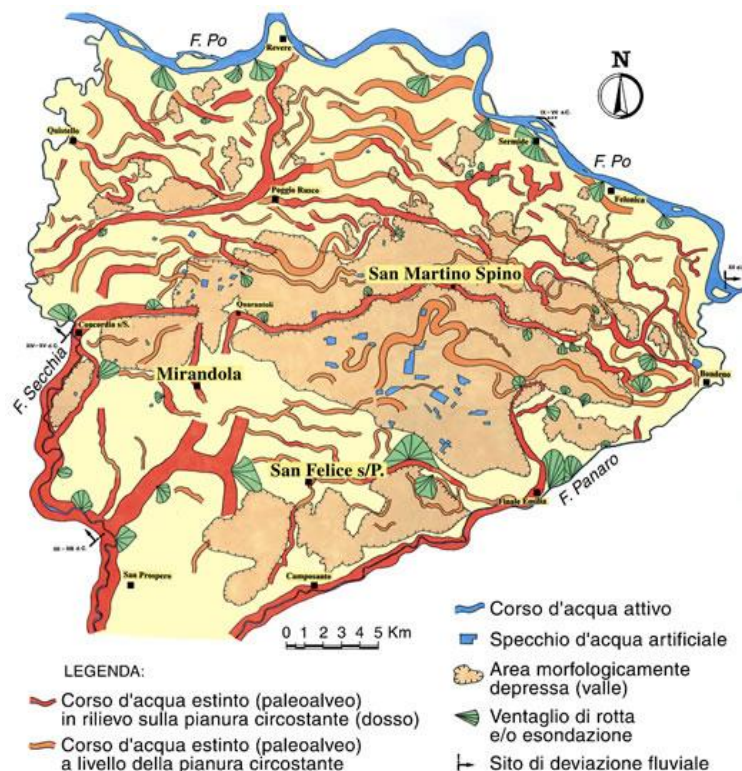 F. Po
Revere
N
Quistello
Sermide
F. Po
Felonica
Poggio Rusco
San Martino Spino
Quarantoli
Concordia s/S.
F. Secchia
Mirandola
Bondeno
San Felice s/P.
Finale Emilia
F. Panaro
San Prospero
Camposanto
0 1 2 3 4 5 Km
LEGENDA:
Corso d'acqua estinto (paleoalveo)
in rilievo sulla pianura circostante (dosso)
Corso d'acqua estinto (paleoalveo)
a livello della pianura circostante
Corso d'acqua attivo
Specchio d'acqua artificiale
Area morfologicamente
depressa (valle)
Ventaglio di rotta
e/o esondazione
Sito di deviazione fluviale